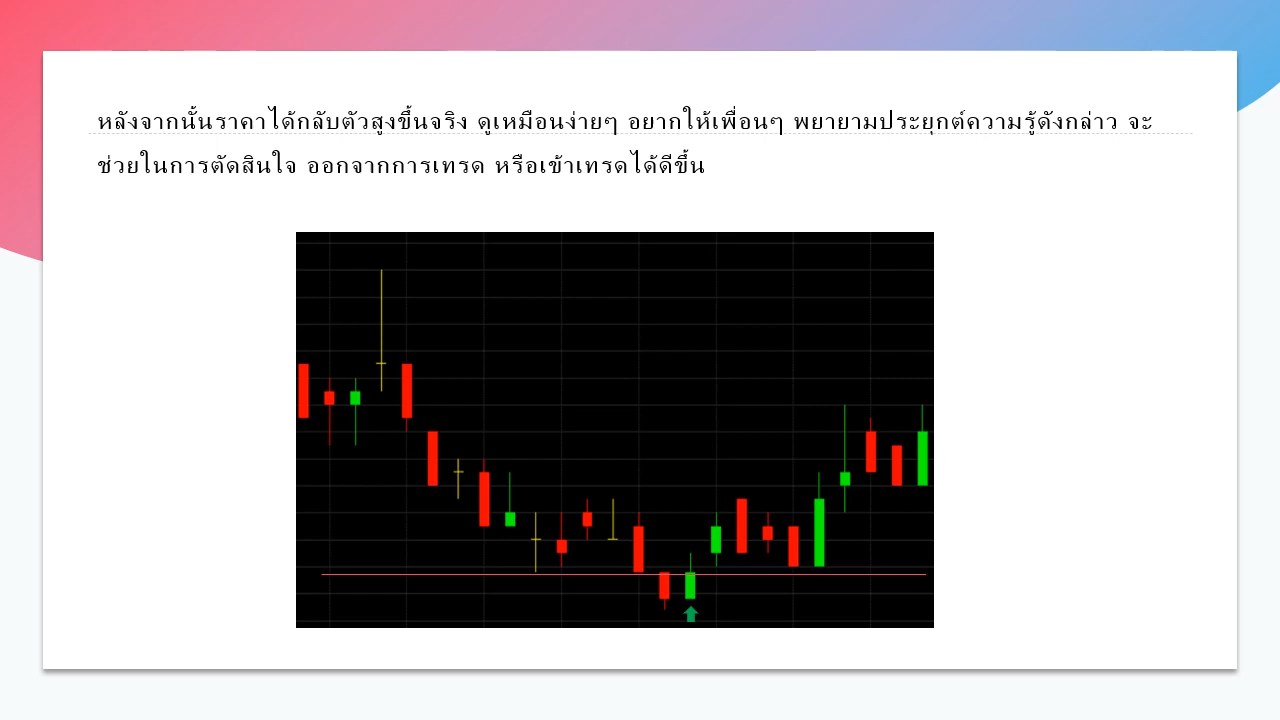 หลังจากนั้นราคาได้กลับตัวสูงขึ้นจริง ดูเหมือนง่ายๆ อยากให้เพื่อนๆ พยายามประยุกต์ความรู้ดังกล่าว จะ
ช่วยในการตัดสินใจ ออกจากการเทรด หรือเข้าเทรดได้ดีขึ้น